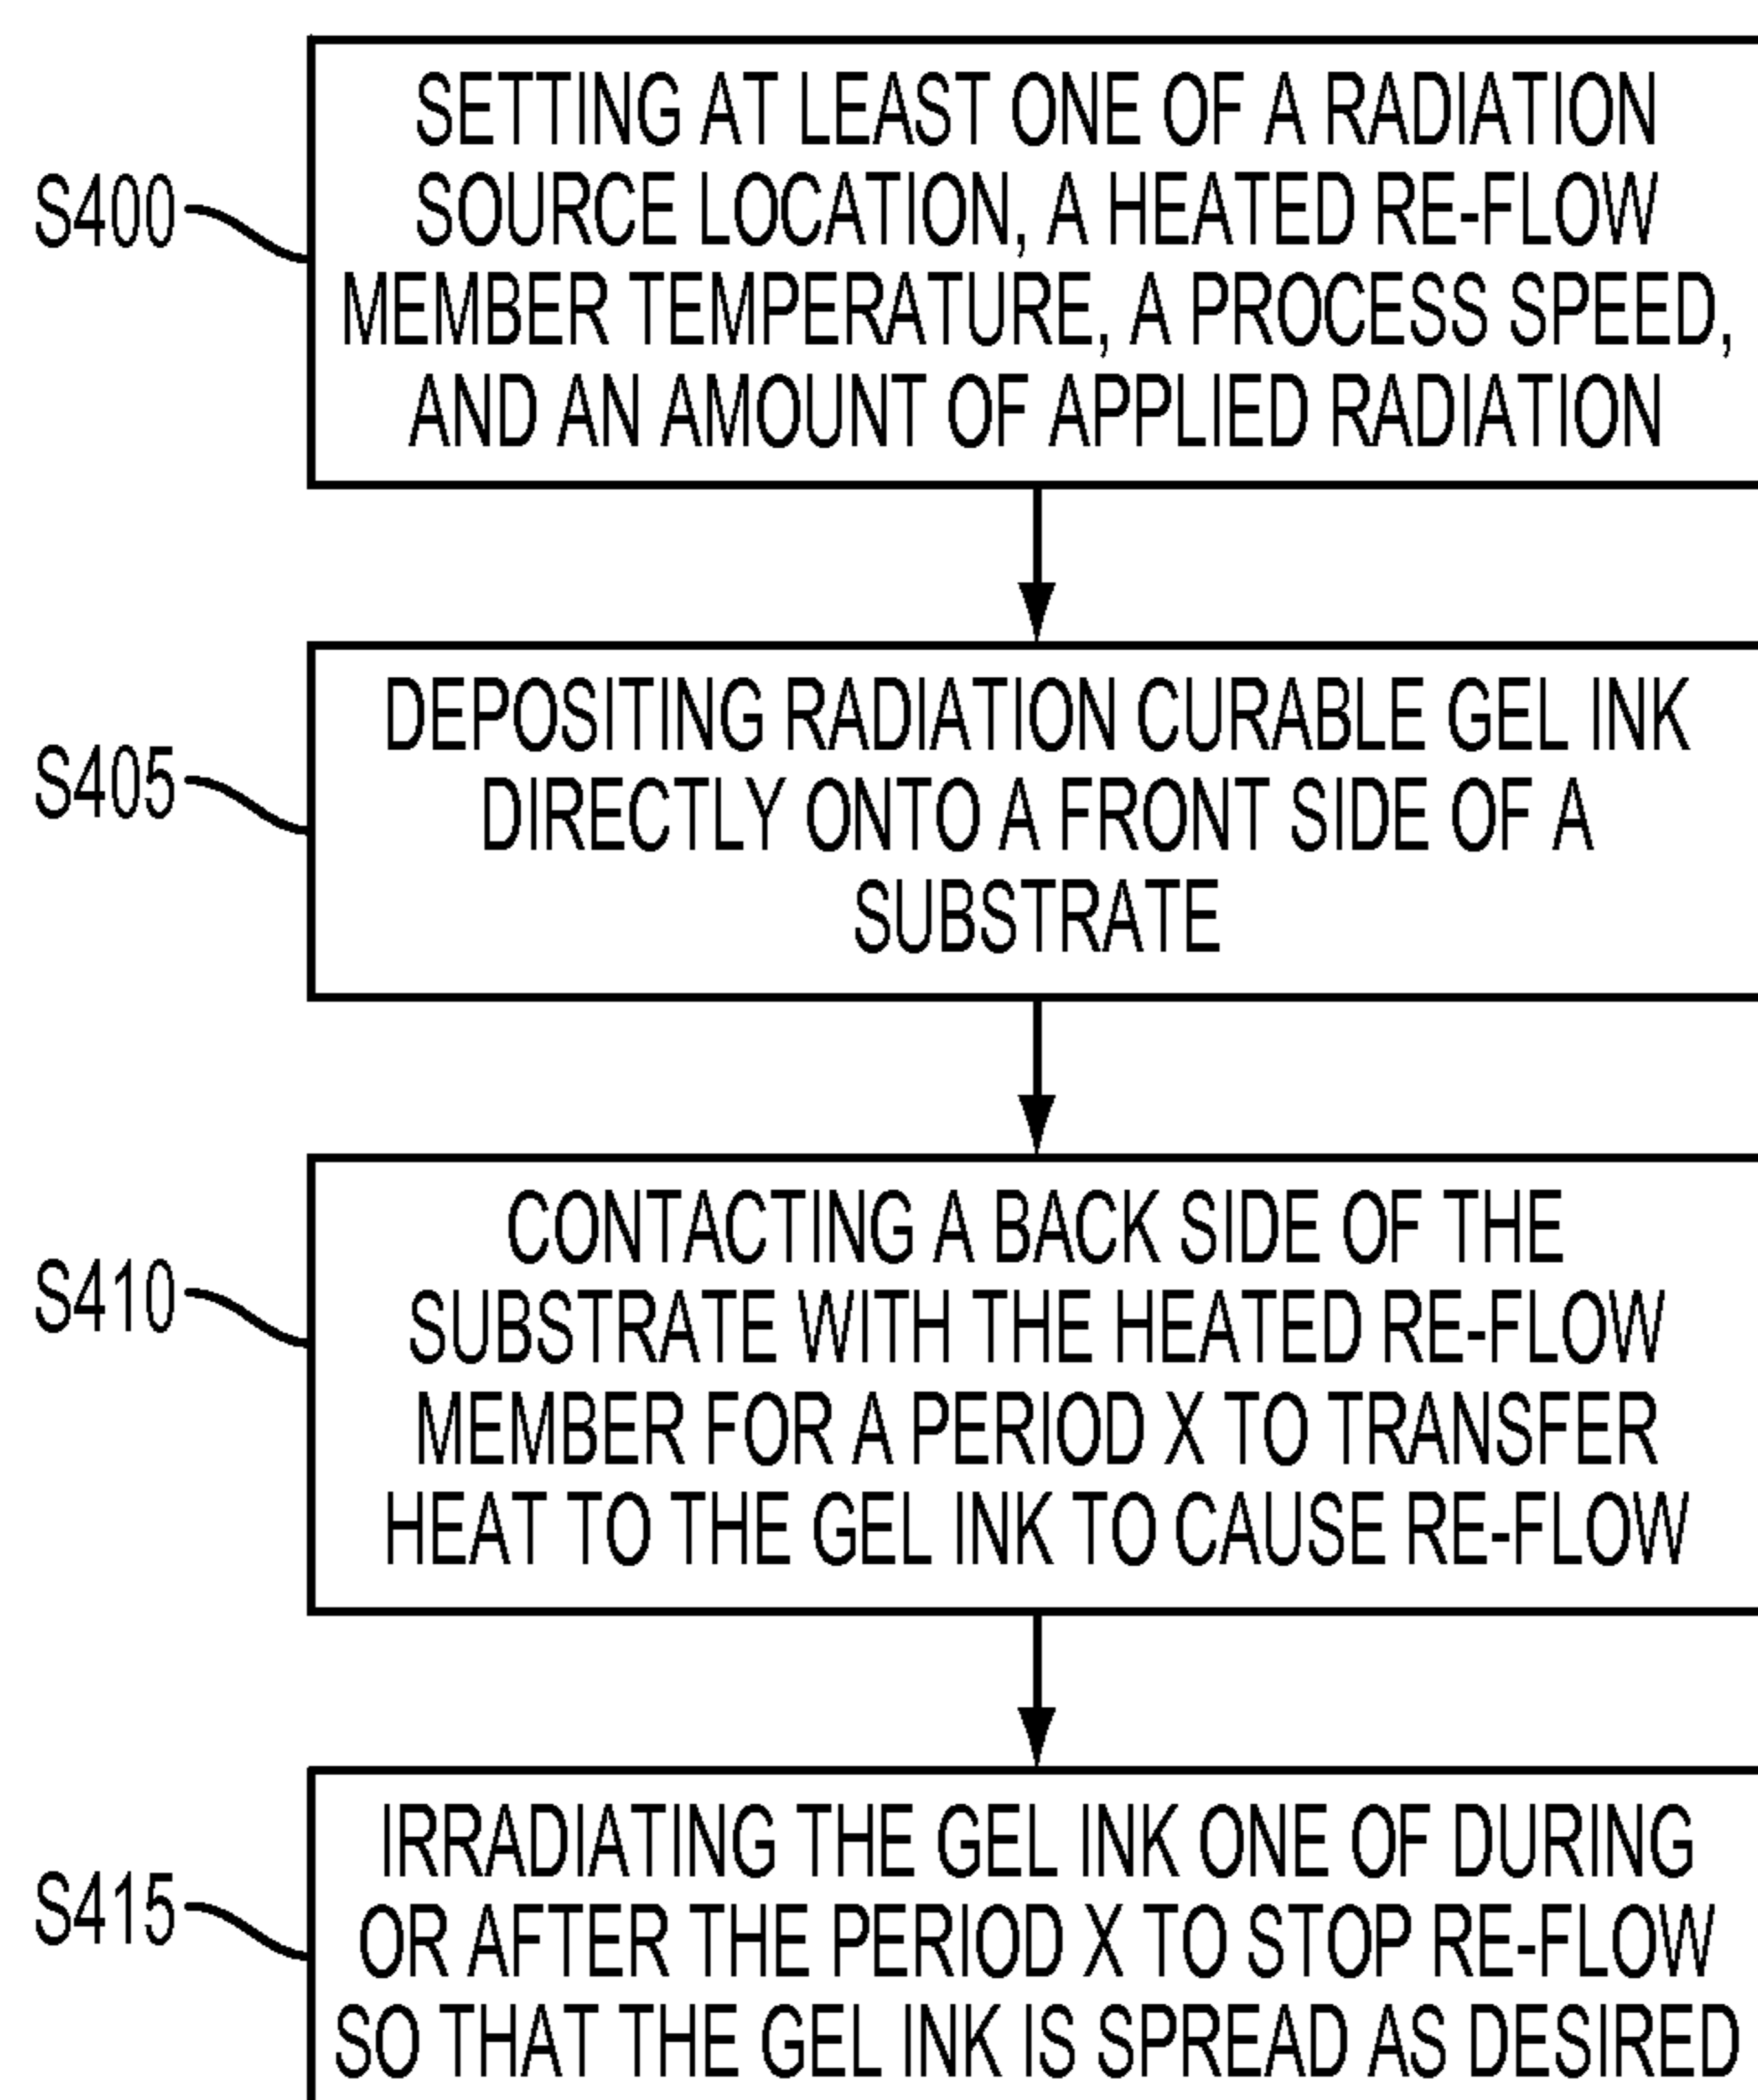 SETTING AT LEAST ONE OF A RADIATION
S400
SOURCE LOCATION, A HEATED RE-FLOW
MEMBER TEMPERATURE, A PROCESS SPEED,
AND AN AMOUNT OF APPLIED RADIATION
DEPOSITING RADIATION CURABLE GEL INK
S405
DIRECTLY ONTO A FRONT SIDE OF A
SUBSTRATE
CONTACTING A BACK SIDE OF THE
S410
SUBSTRATE WITH THE HEATED RE-FLOW
MEMBER FOR A PERIOD X TO TRANSFER
HEAT TO THE GEL INK TO CAUSE RE-FLOW
IRRADIATING THE GEL INK ONE OF DURING
S415
OR AFTER THE PERIOD X TO STOP RE-FLOW
SO THAT THE GEL INK IS SPREAD AS DESIRED